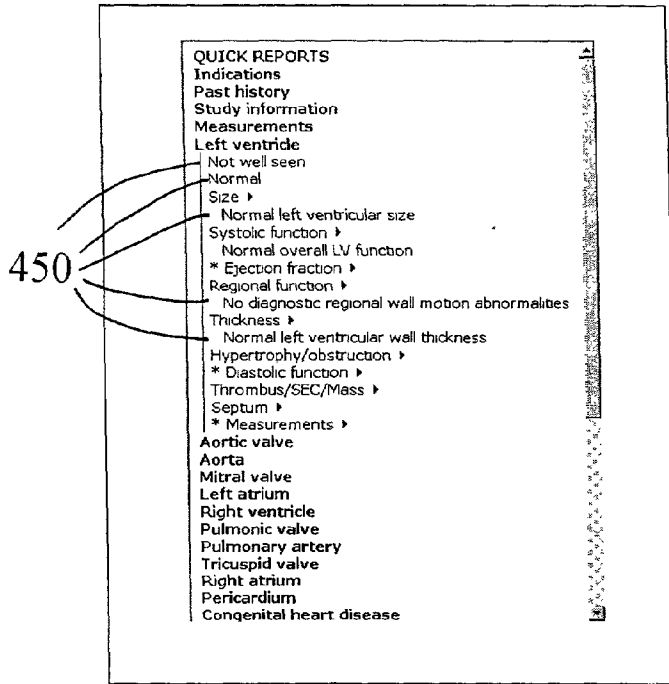 QUICK REPORTS
Indications
Past history
Study information
Measurements
Left ventricle
Not well seen
Normal
Size ▸
Normal left ventricular size
Systolic function ▸
Normal overall LV function
* Ejection fraction ▸
Regional function ▸
No diagnostic regional wall motion abnormalities
Thickness ▸
Normal left ventricular wall thickness
Hypertrophy/obstruction ▸
* Diastolic function ▸
Thrombus/SEC/Mass ▸
Septum ▸
* Measurements ▸
Aortic valve
Aorta
Mitral valve
Left atrium
Right ventricle
Pulmonic valve
Pulmonary artery
Tricuspid valve
Right atrium
Pericardium
Congenital heart disease
450